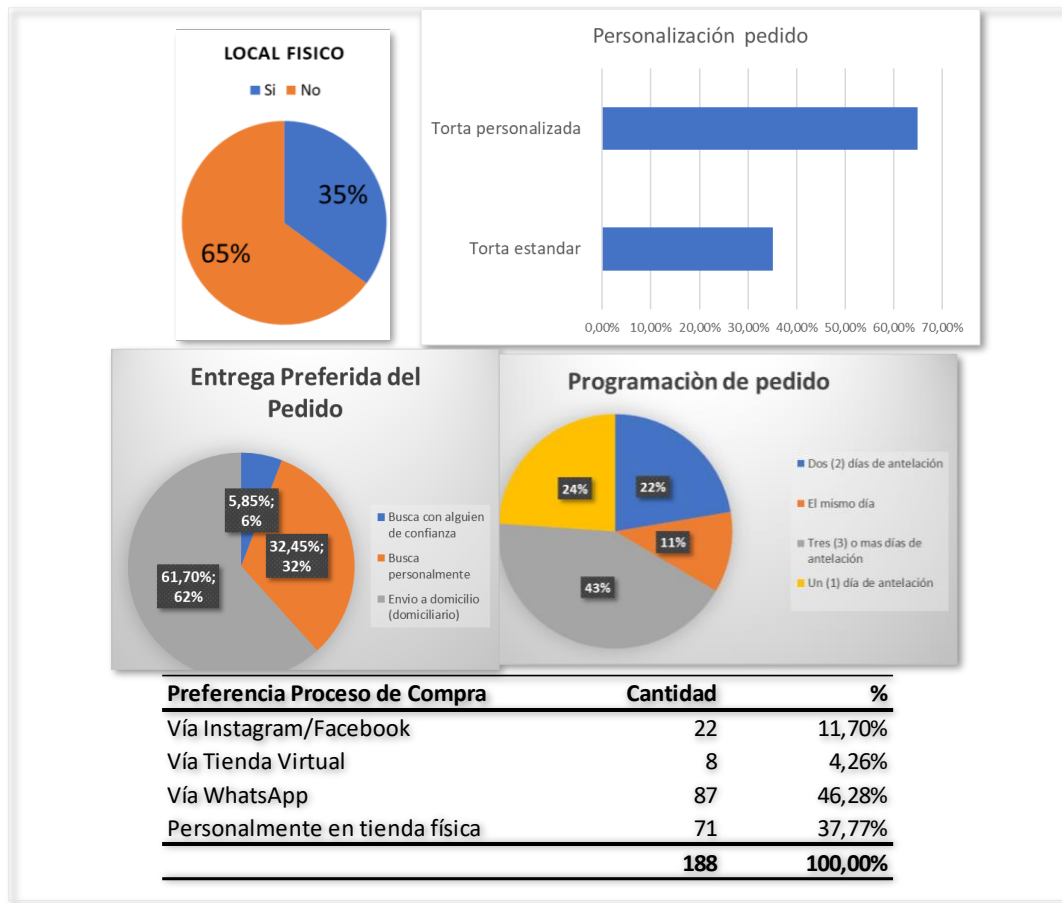 LOCAL FISICO
Si No
35%
65%
Personalización pedido
Torta personalizada
Torta estandar
0,00% 10,00% 20,00% 30,00% 40,00% 50,00% 60,00% 70,00%
Entrega Preferida del
Pedido
5,85%;
6%
32,45%;
32%
61,70%;
62%
Busca con alguien
de confianza
Busca
personalmente
Envio a domicilio
(domiciliario)
Programaciòn de pedido
24%
22%
11%
43%
Dos (2) días de antelación
El mismo día
Tres (3) o mas días de
antelación
Un (1) día de antelación
Preferencia Proceso de Compra Cantidad %
Vía Instagram/Facebook 22 11,70%
Vía Tienda Virtual 8 4,26%
Vía WhatsApp 87 46,28%
Personalmente en tienda física 71 37,77%
188 100,00%